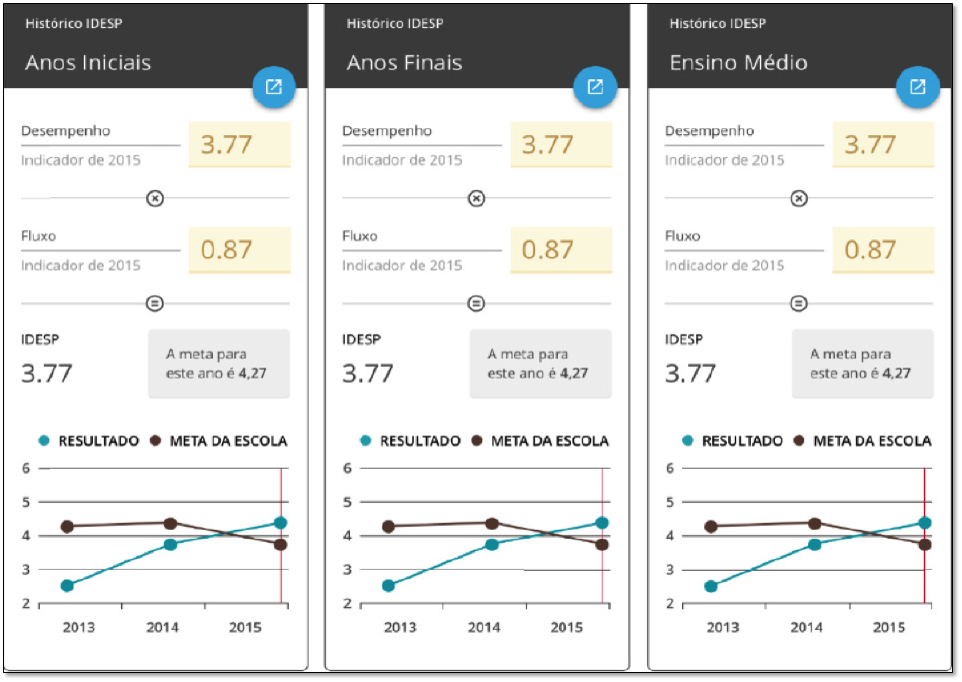 Histórico IDESP
Anos Iniciais
Desempenho
Indicador de 2015
3.77
Fluxo
Indicador de 2015
0.87
IDESP
3.77
A meta para
este ano é 4,27
RESULTADO META DA ESCOLA
6
5
4
3
2
2013 2014 2015
Histórico IDESP
Anos Finais
Desempenho
Indicador de 2015
3.77
Fluxo
Indicador de 2015
0.87
IDESP
3.77
A meta para
este ano é 4,27
RESULTADO META DA ESCOLA
6
5
4
3
2
2013 2014 2015
Histórico IDESP
Ensino Médio
Desempenho
Indicador de 2015
3.77
Fluxo
Indicador de 2015
0.87
IDESP
3.77
A meta para
este ano é 4,27
RESULTADO META DA ESCOLA
6
5
4
3
2
2013 2014 2015